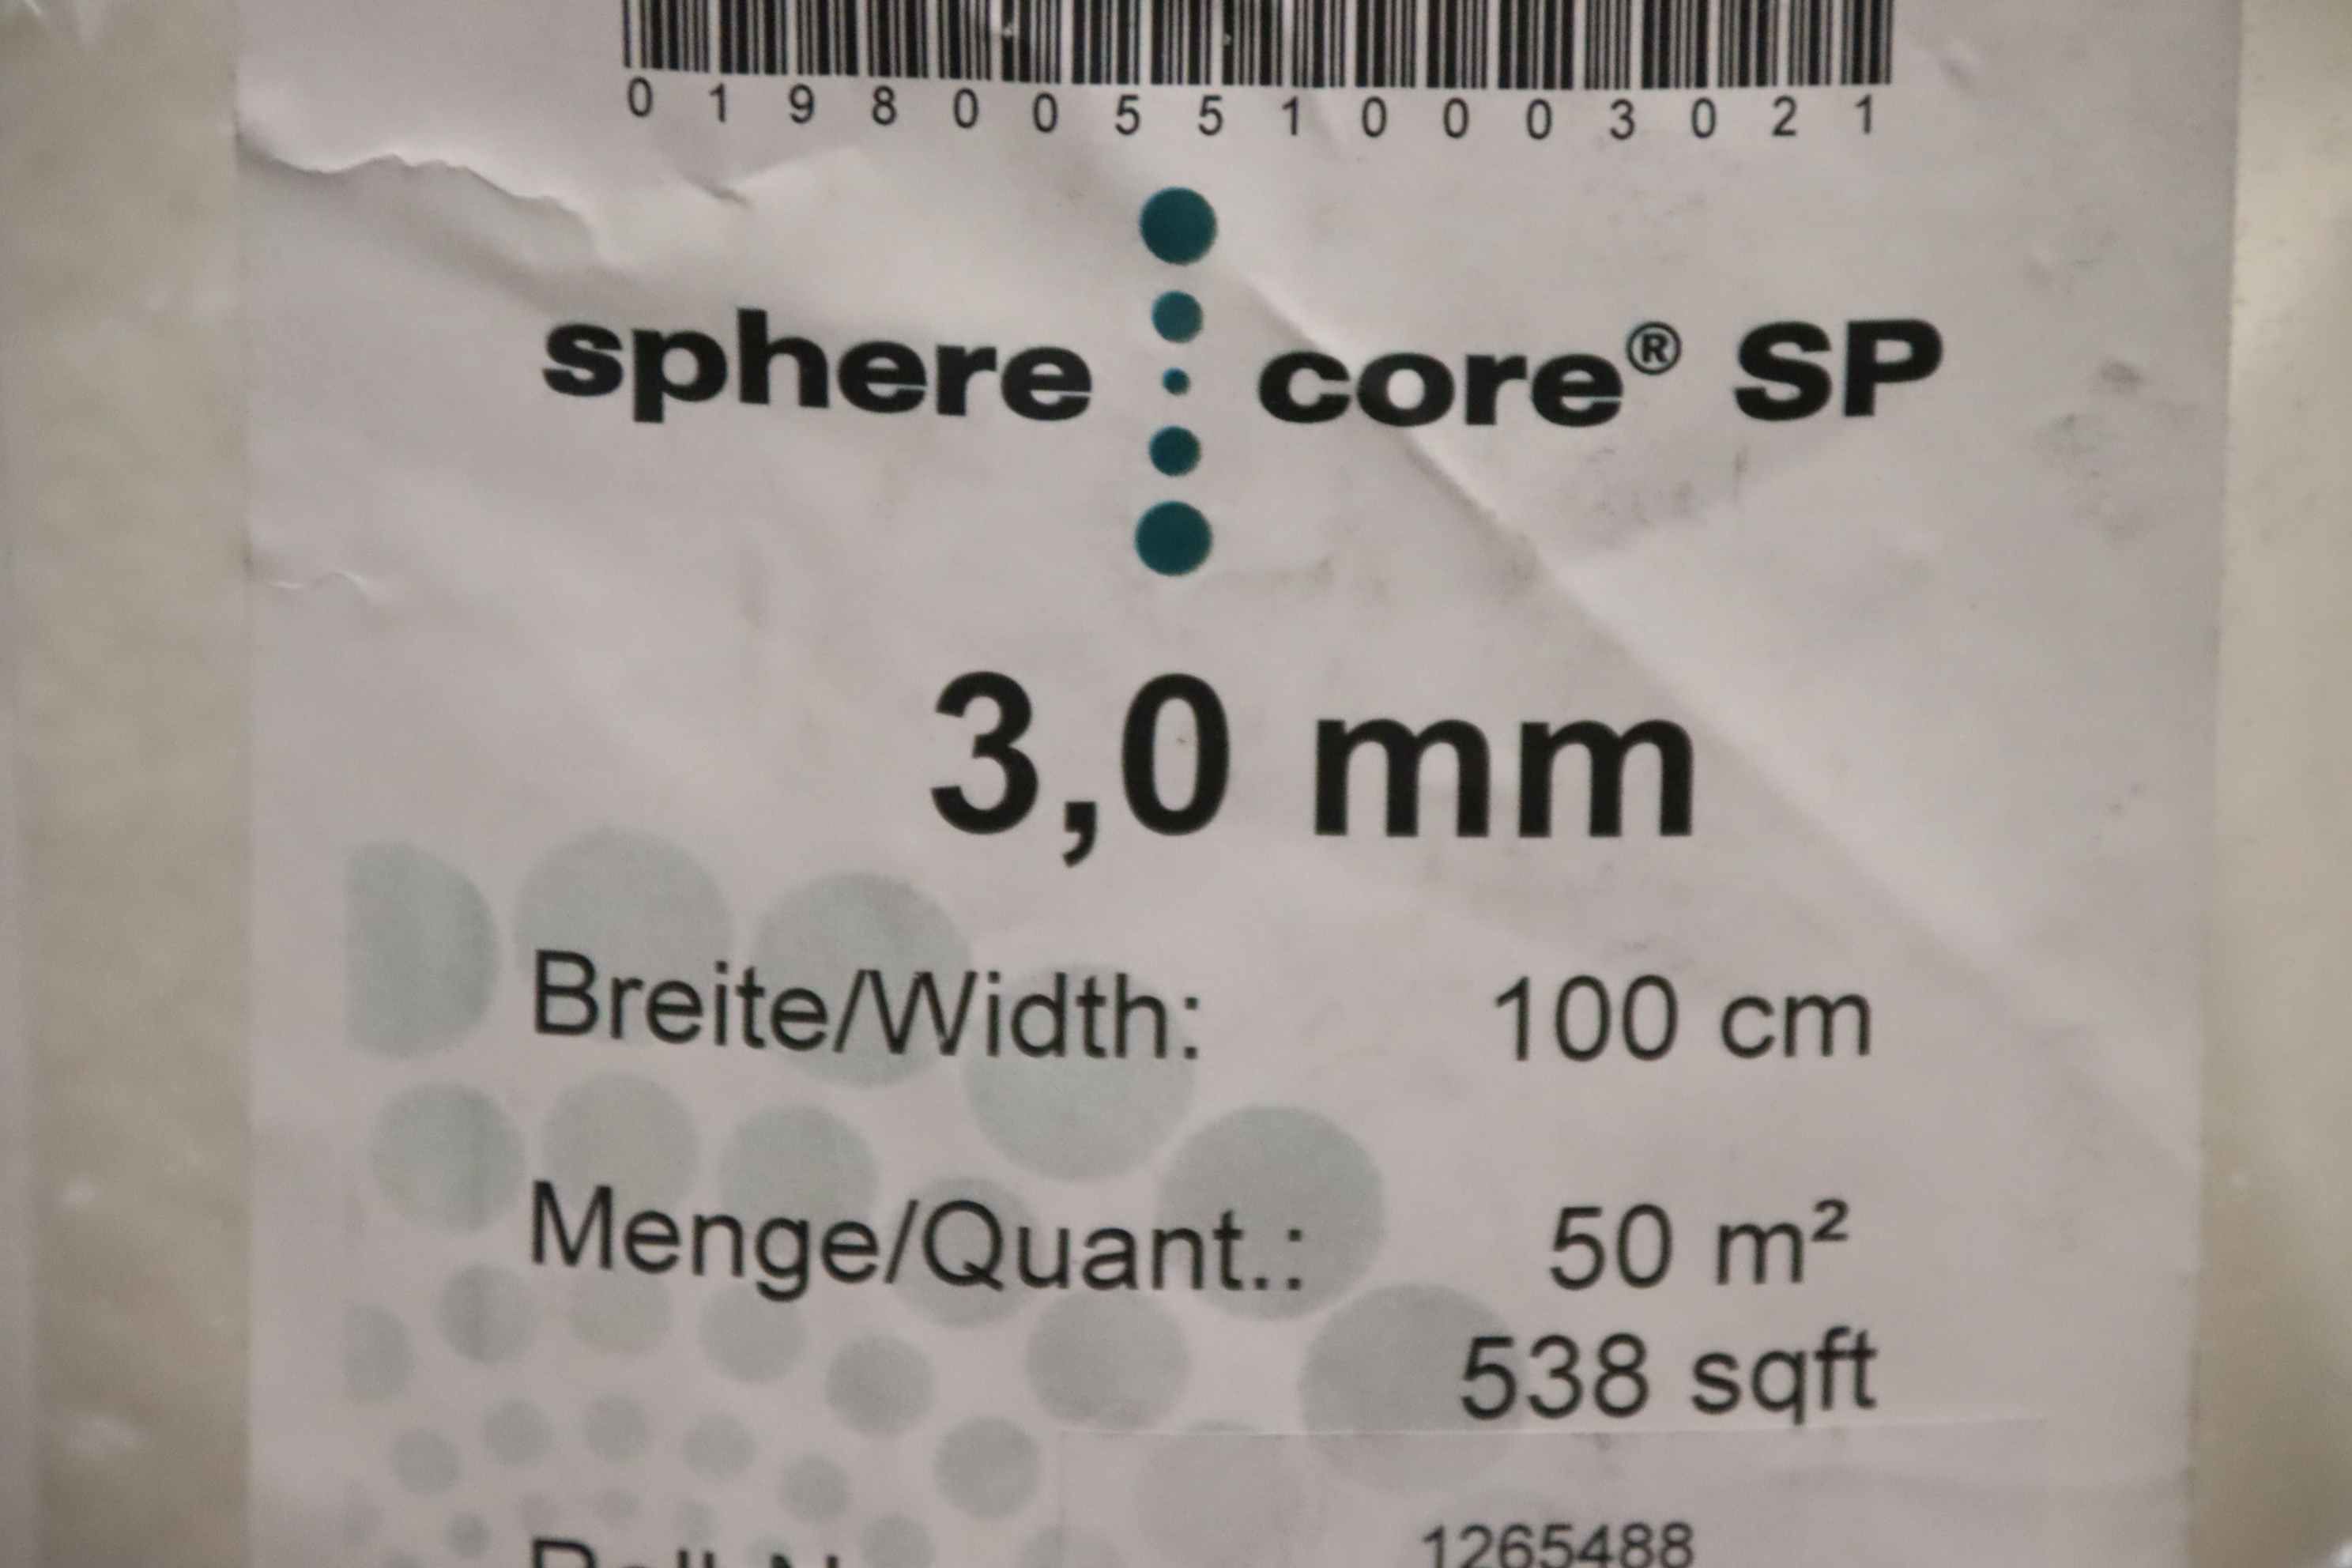 0 1 9 8 0 0 5 5 1 0 0 0 3 0 2 1
sphere core® SP
3,0 mm
Breite/Width: 100 cm
Menge/Quant.: 50 m²
538 sqft
1265488